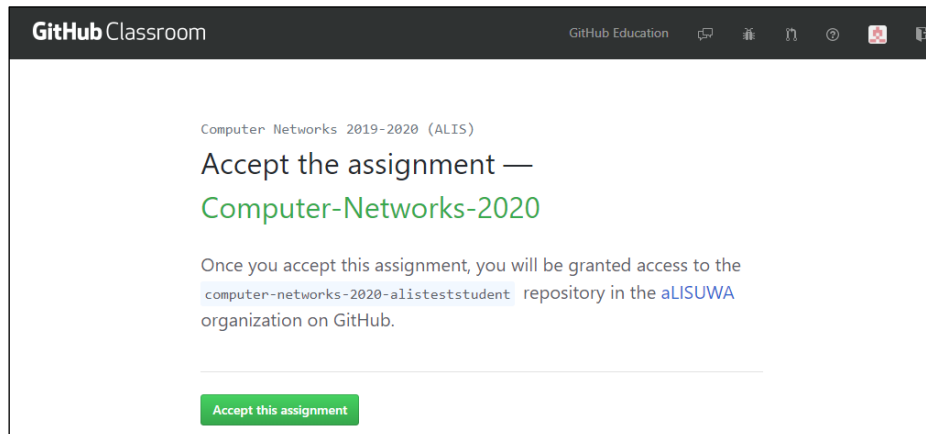 GitHub Classroom
GitHub Education
Computer Networks 2019-2020 (ALIS)
Accept the assignment —
Computer-Networks-2020
Once you accept this assignment, you will be granted access to the
computer-networks-2020-alisteststudent repository in the aLISUWA
organization on GitHub.
Accept this assignment